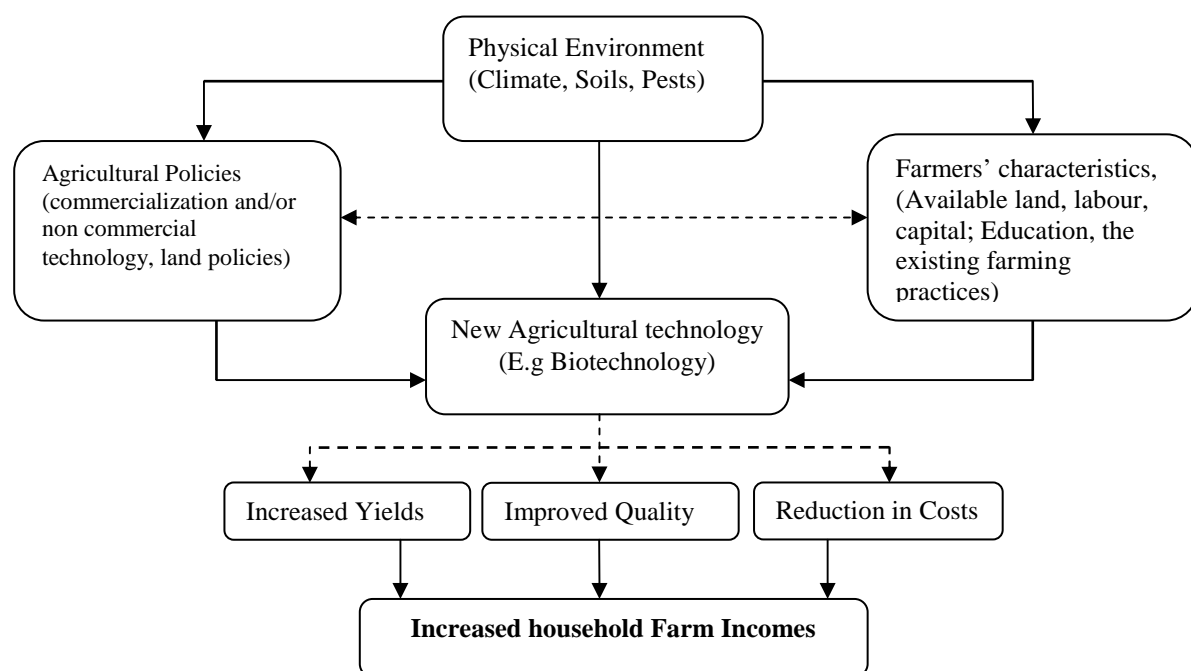 Physical Environment
(Climate, Soils, Pests)
Agricultural Policies
(commercialization and/or
non commercial
technology, land policies)
Farmers’ characteristics,
(Available land, labour,
capital; Education, the
existing farming
practices)
New Agricultural technology
(E.g Biotechnology)
Increased Yields
Improved Quality
Reduction in Costs
Increased household Farm Incomes